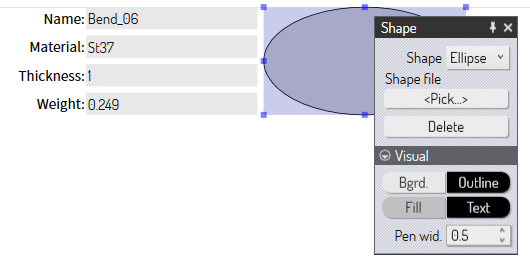 Name: Bend_06
Material: St37
Thickness: 1
Weight: 0.249
Shape
Shape Ellipse
Shape file
<Pick...>
Delete
Visual
Bgrd. Outline
Fill Text
Pen wid. 0.5